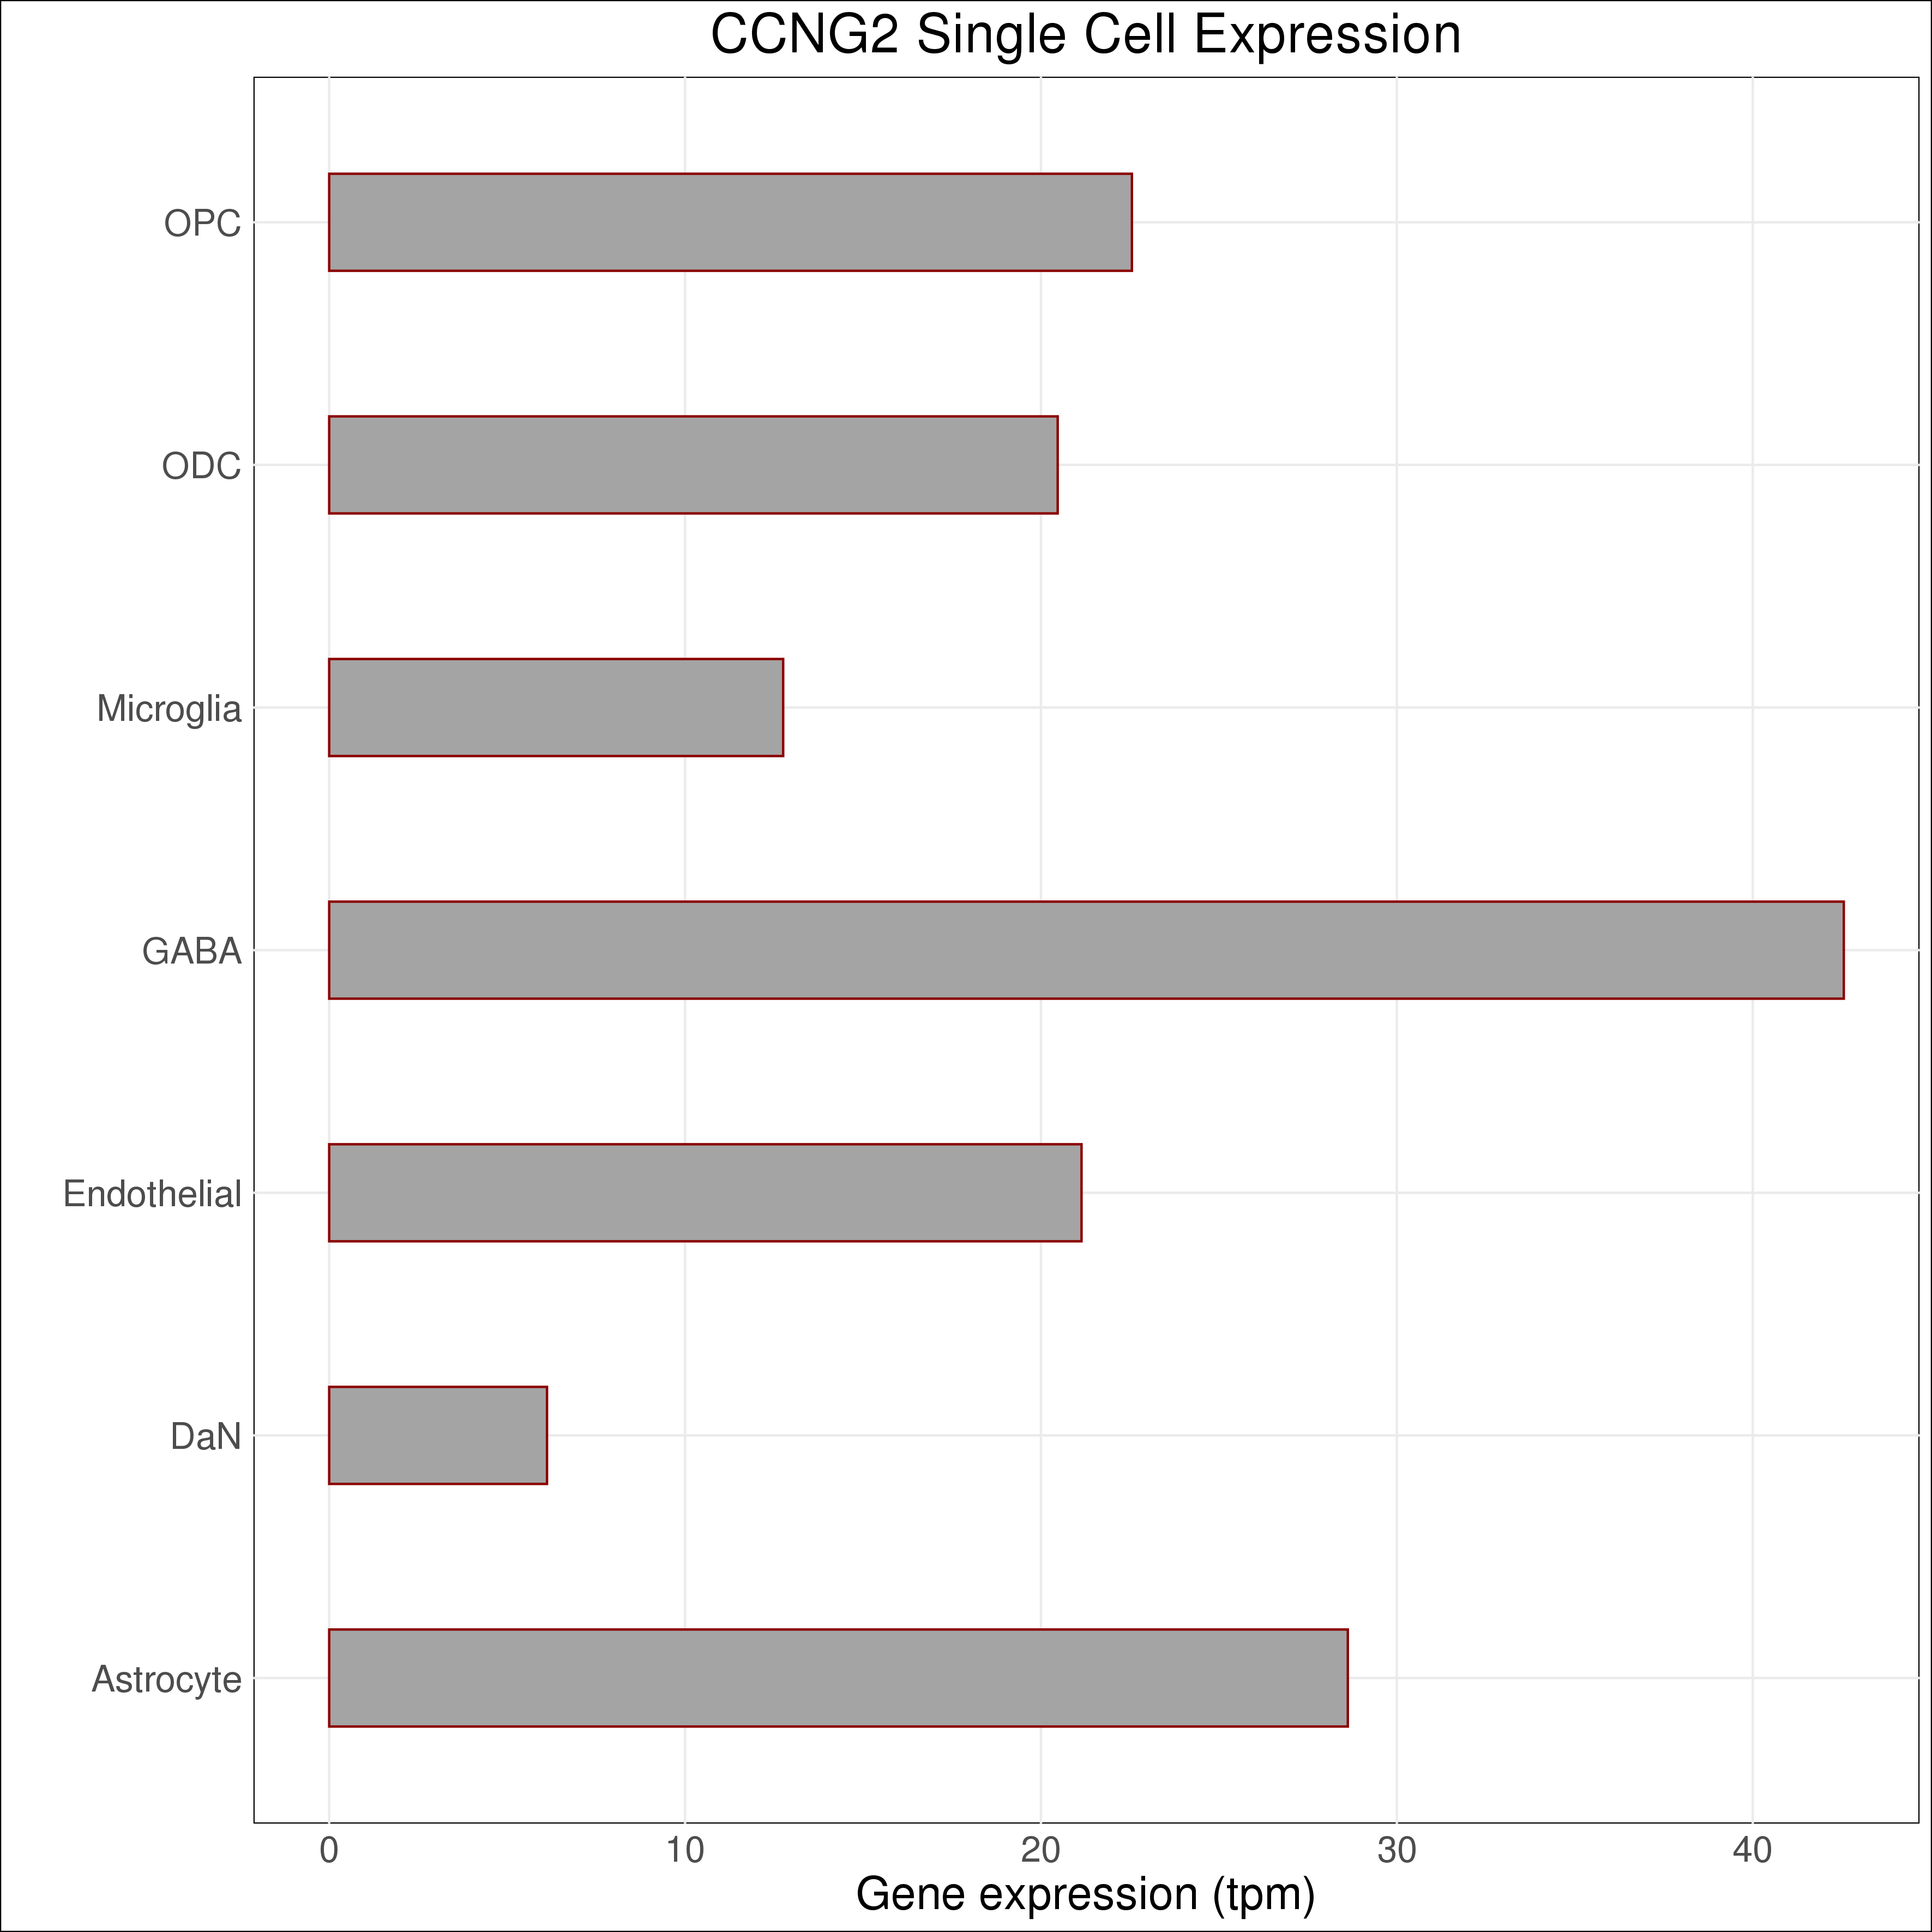 CCNG2 Single Cell Expression
OPC
ODC
Microglia
GABA
Endothelial
DaN
Astrocyte
0 10 20 30 40
Gene expression (tpm)